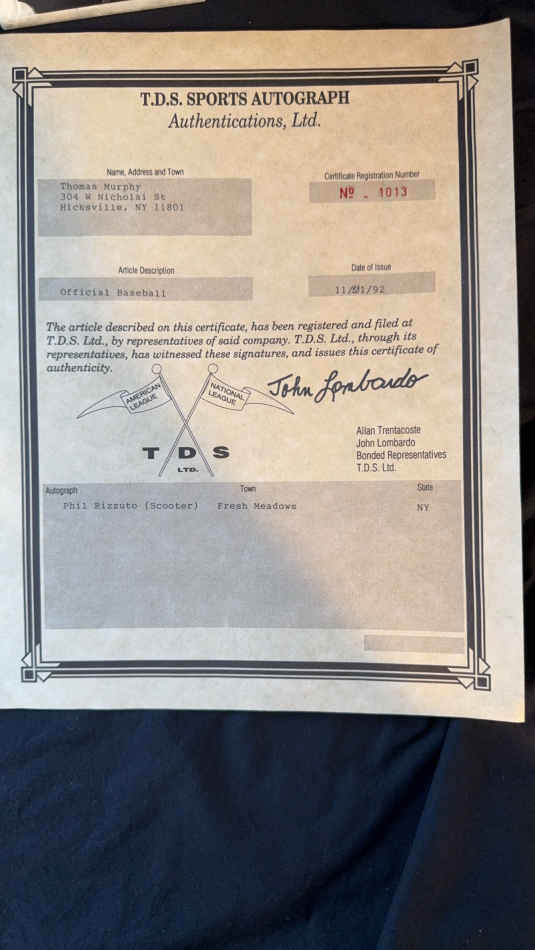 T.D.S. SPORTS AUTOGRAPH
Authentications, Ltd.
Name, Address and Town
Thomas Murphy
304 W Nicholai St
Hicksville, NY 11801
Certificate Registration Number
Nº - 1013
Article Description
Official Baseball
Date of Issue
11/21/92
The article described on this certificate, has been registered and filed at
T.D.S. Ltd., by representatives of said company. T.D.S. Ltd., through its
representatives, has witnessed these signatures, and issues this certificate of
authenticity.
AMERICAN
LEAGUE
NATIONAL
LEAGUE
John Lombardo
T D S
LTD.
Allan Trentacoste
John Lombardo
Bonded Representatives
T.D.S. Ltd.
Autograph Town State
Phil Rizzuto (Scooter) Fresh Meadows NY